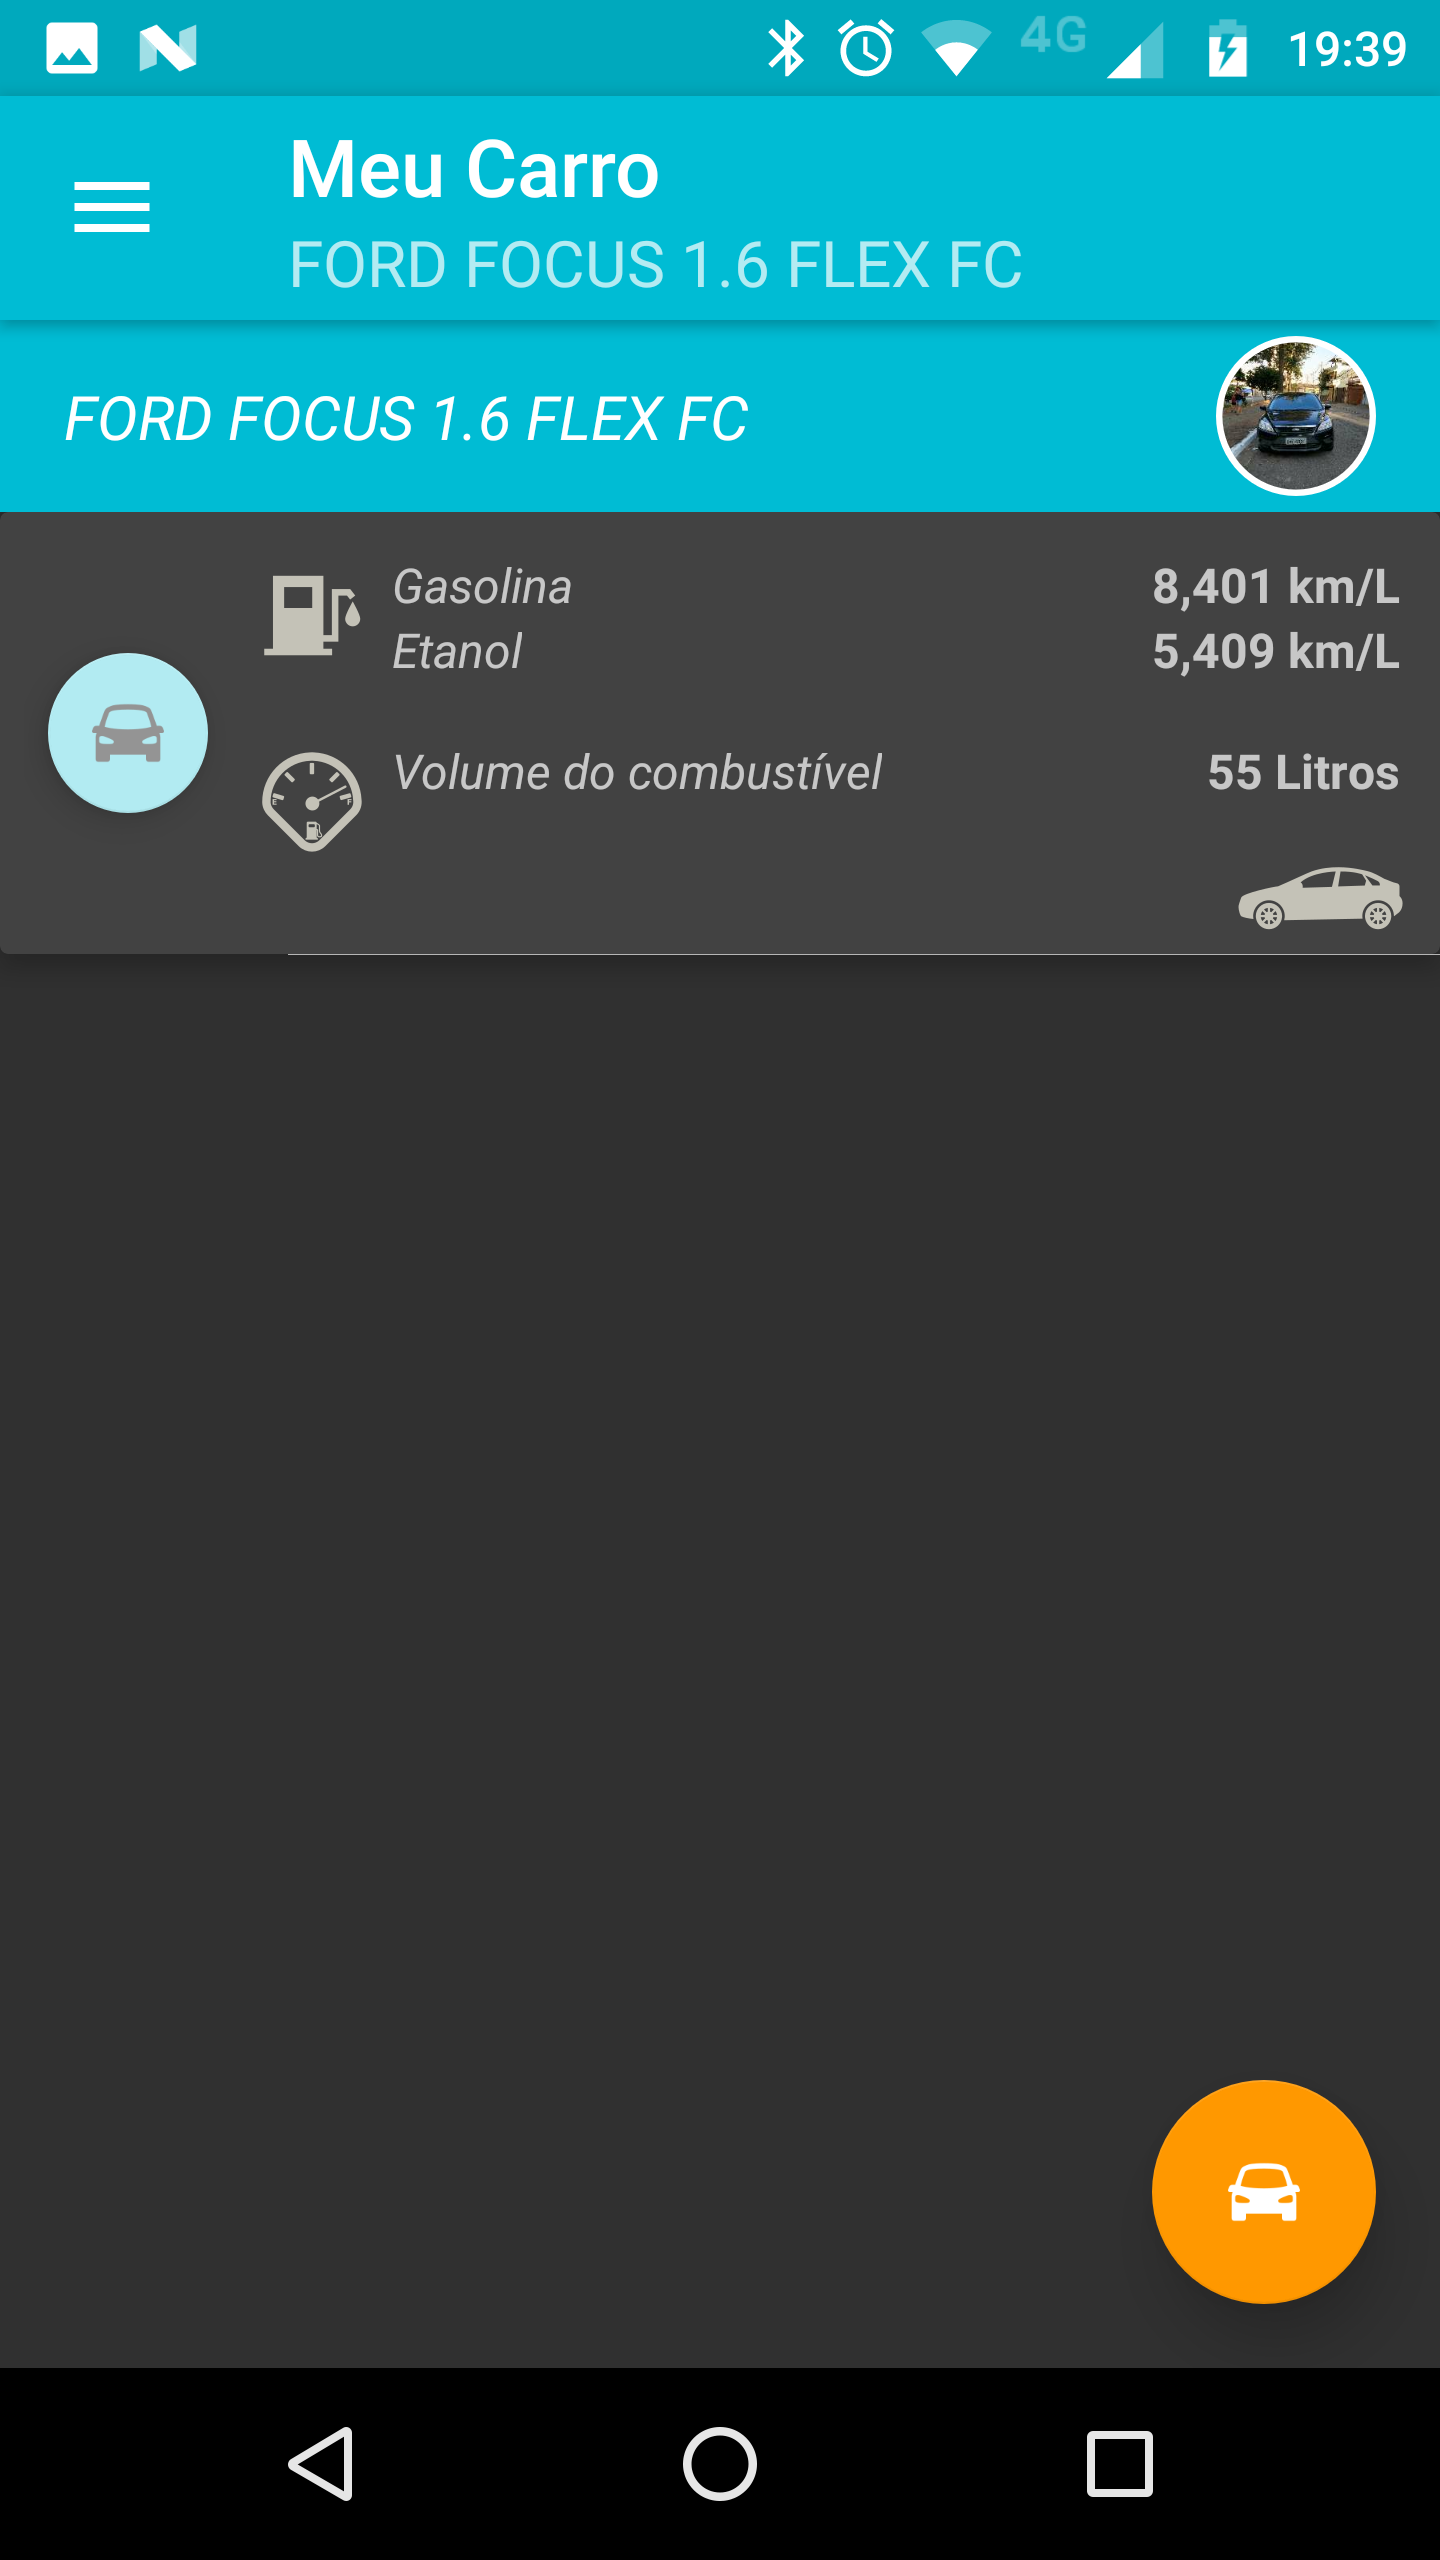 4G 19:39
Meu Carro
FORD FOCUS 1.6 FLEX FC
FORD FOCUS 1.6 FLEX FC
Gasolina 8,401 km/L
Etanol 5,409 km/L
Volume do combustível 55 Litros
E F